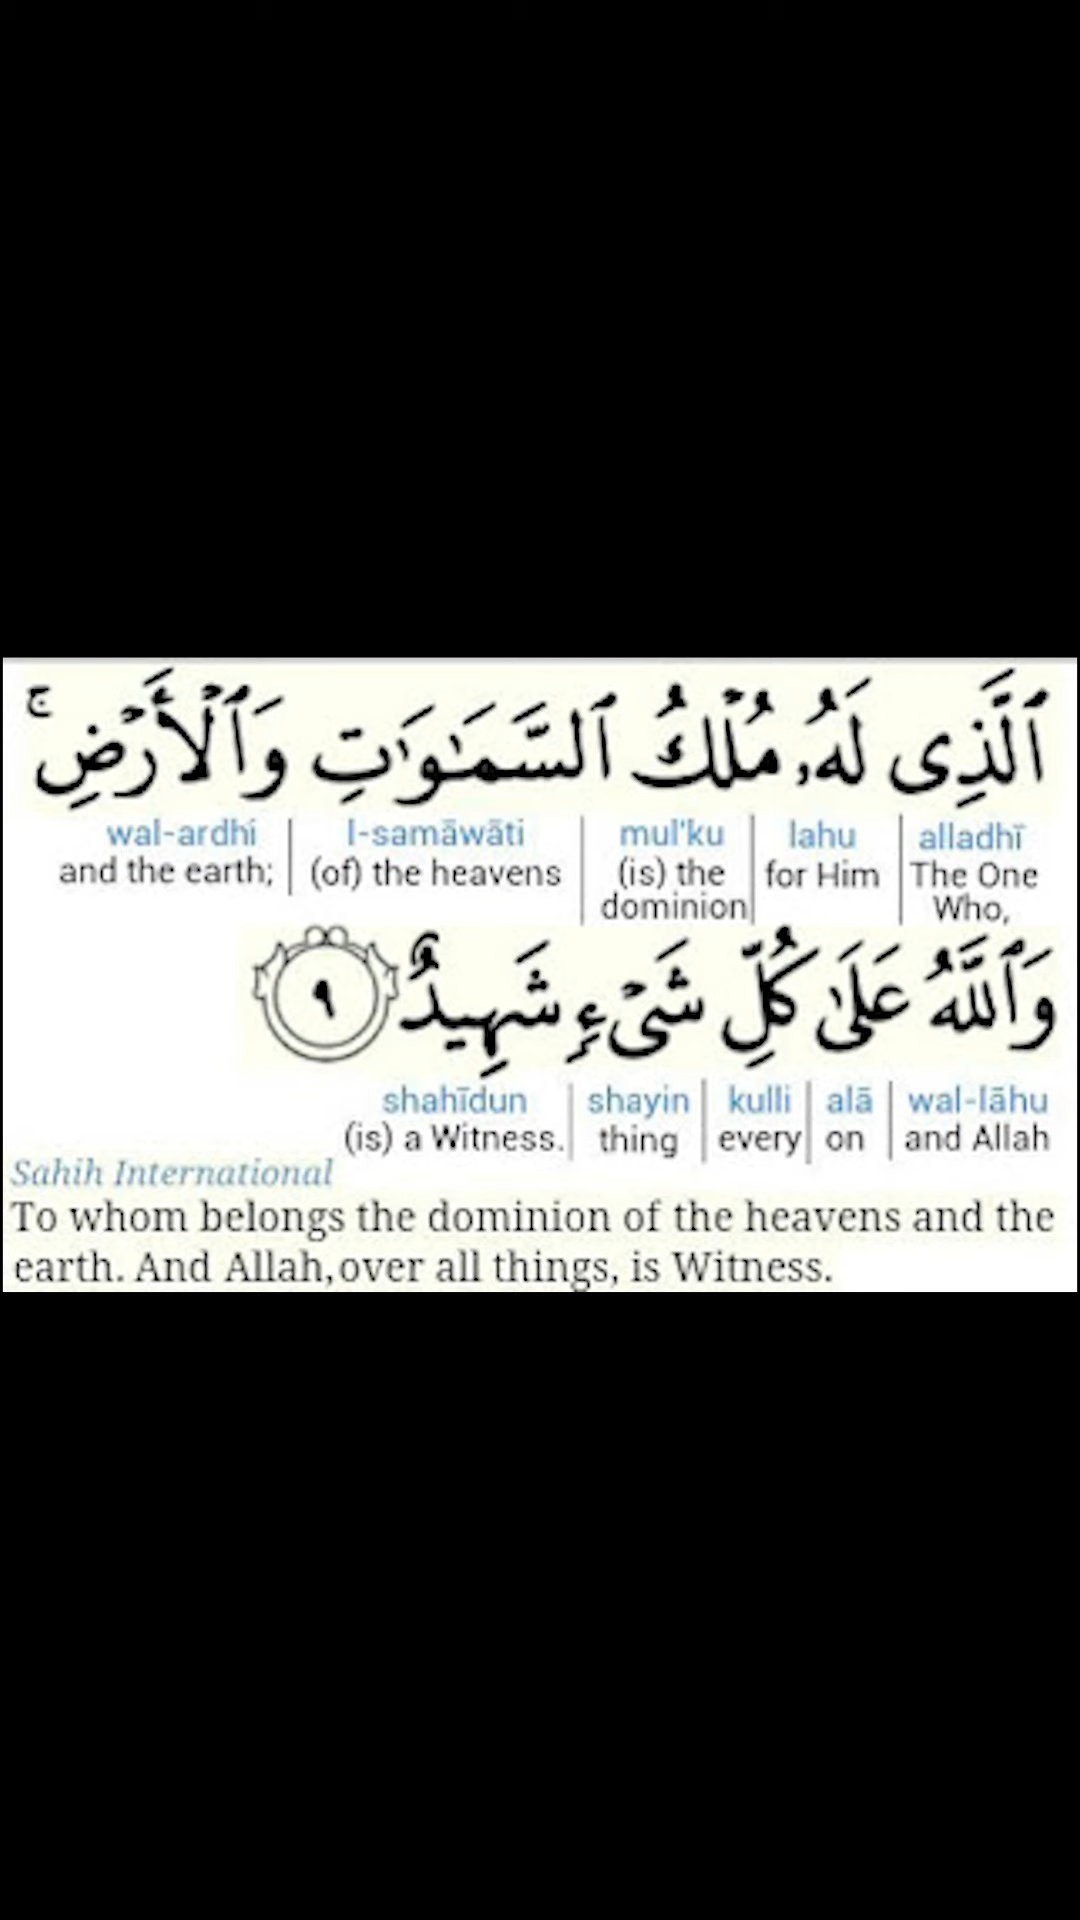 ٱلَّذِى لَهُۥ مُلْكُ ٱلسَّمَـٰوَٰتِ وَٱلْأَرْضِ ۚ
alladhī lahu mul'ku l-samāwāti wal-ardhi
The One for Him (is) the (of) the heavens and the earth;
Who, dominion
وَٱللَّهُ عَلَىٰ كُلِّ شَىْءٍ شَهِيدٌ ٩
wal-lāhu alā kulli shayin shahīdun
and Allah on every thing (is) a Witness.
Sahih International
To whom belongs the dominion of the heavens and the
earth. And Allah, over all things, is Witness.